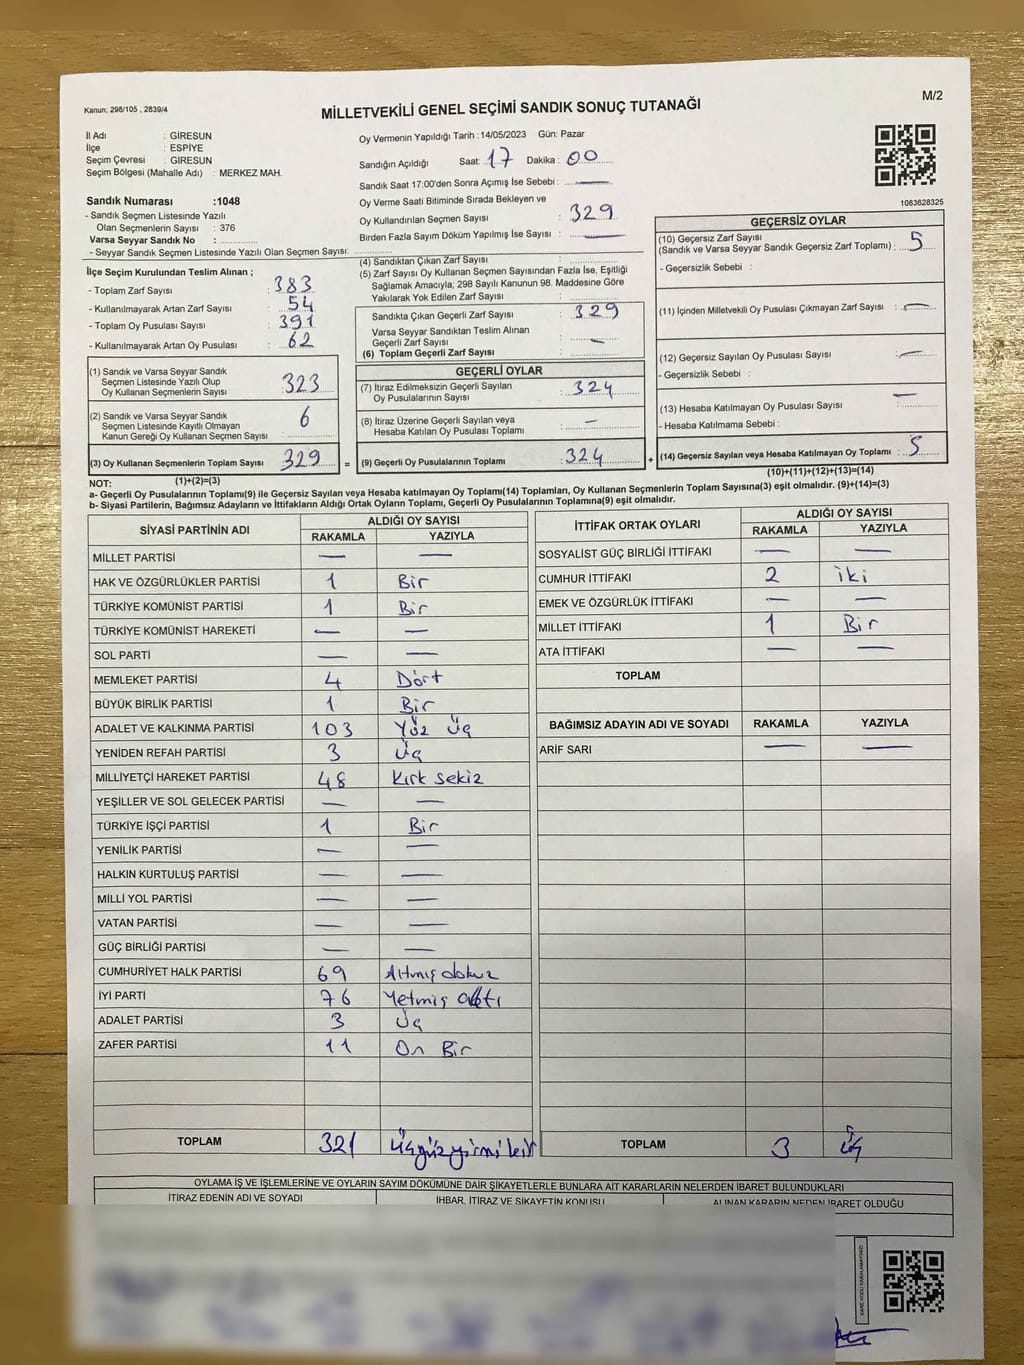 Kanun; 298/105 , 2839/4
M/2
MİLLETVEKİLİ GENEL SEÇİMİ SANDIK SONUÇ TUTANAĞI
İl Adı : GİRESUN
İlçe : ESPİYE
Seçim Çevresi : GİRESUN
Seçim Bölgesi (Mahalle Adı) : MERKEZ MAH.
Sandık Numarası :1048
- Sandık Seçmen Listesinde Yazılı
Olan Seçmenlerin Sayısı : 376
Varsa Seyyar Sandık No :
- Seyyar Sandık Seçmen Listesinde Yazılı Olan Seçmen Sayısı:
Oy Vermenin Yapıldığı Tarih :14/05/2023 Gün: Pazar
Sandığın Açıldığı Saat: 17 Dakika : 00
Sandık Saat 17:00'den Sonra Açımış İse Sebebi : —
Oy Verme Saati Bitiminde Sırada Bekleyen ve
Oy Kullandırılan Seçmen Sayısı : 329
Birden Fazla Sayım Döküm Yapılmış İse Sayısı : —
1083628325
İlçe Seçim Kurulundan Teslim Alınan ;
- Toplam Zarf Sayısı : 383
- Kullanılmayarak Artan Zarf Sayısı : 54
- Toplam Oy Pusulası Sayısı : 391
- Kullanılmayarak Artan Oy Pusulası : 62
(4) Sandıktan Çıkan Zarf Sayısı :
(5) Zarf Sayısı Oy Kullanan Seçmen Sayısından Fazla İse, Eşitliği
Sağlamak Amacıyla; 298 Sayılı Kanunun 98. Maddesine Göre
Yakılarak Yok Edilen Zarf Sayısı :
Sandıkta Çıkan Geçerli Zarf Sayısı : 329
Varsa Seyyar Sandıktan Teslim Alınan
Geçerli Zarf Sayısı : —
(6) Toplam Geçerli Zarf Sayısı :
GEÇERSİZ OYLAR
(10) Geçersiz Zarf Sayısı
(Sandık ve Varsa Seyyar Sandık Geçersiz Zarf Toplamı) : 5
- Geçersizlik Sebebi :
(11) İçinden Milletvekili Oy Pusulası Çıkmayan Zarf Sayısı : —
(12) Geçersiz Sayılan Oy Pusulası Sayısı : —
- Geçersizlik Sebebi :
(13) Hesaba Katılmayan Oy Pusulası Sayısı : —
- Hesaba Katılmama Sebebi :
(14) Geçersiz Sayılan veya Hesaba Katılmayan Oy Toplamı : 5
(10)+(11)+(12)+(13)=(14)
(1) Sandık ve Varsa Seyyar Sandık
Seçmen Listesinde Yazılı Olup
Oy Kullanan Seçmenlerin Sayısı : 323
(2) Sandık ve Varsa Seyyar Sandık
Seçmen Listesinde Kayıtlı Olmayan
Kanun Gereği Oy Kullanan Seçmen Sayısı : 6
(3) Oy Kullanan Seçmenlerin Toplam Sayısı : 329 =
(1)+(2)=(3)
GEÇERLİ OYLAR
(7) İtiraz Edilmeksizin Geçerli Sayılan
Oy Pusulalarının Sayısı : 324
(8) İtiraz Üzerine Geçerli Sayılan veya
Hesaba Katılan Oy Pusulası Toplamı : —
(9) Geçerli Oy Pusulalarının Toplamı : 324 +
NOT:
a- Geçerli Oy Pusulaları Toplamı(9) ile Geçersiz Sayılan veya Hesaba katılmayan Oy Toplamı(14) Toplamları, Oy Kullanan Seçmenlerin Toplam Sayısına(3) eşit olmalıdır. (9)+(14)=(3)
b- Siyasi Partilerin, Bağımsız Adayların ve İttifakların Aldığı Ortak Oyların Toplamı, Geçerli Oy Pusulalarının Toplamına(9) eşit olmalıdır.
SİYASİ PARTİNİN ADI ALDIĞI OY SAYISI
RAKAMLA YAZIYLA
MİLLET PARTİSİ — —
HAK VE ÖZGÜRLÜKLER PARTİSİ 1 Bir
TÜRKİYE KOMÜNİST PARTİSİ 1 Bir
TÜRKİYE KOMÜNİST HAREKETİ — —
SOL PARTİ — —
MEMLEKET PARTİSİ 4 Dört
BÜYÜK BİRLİK PARTİSİ 1 Bir
ADALET VE KALKINMA PARTİSİ 103 Yüz Üç
YENİDEN REFAH PARTİSİ 3 Üç
MİLLİYETÇİ HAREKET PARTİSİ 48 Kırk sekiz
YEŞİLLER VE SOL GELECEK PARTİSİ — —
TÜRKİYE İŞÇİ PARTİSİ 1 Bir
YENİLİK PARTİSİ — —
HALKIN KURTULUŞ PARTİSİ — —
MİLLİ YOL PARTİSİ — —
VATAN PARTİSİ — —
GÜÇ BİRLİĞİ PARTİSİ — —
CUMHURİYET HALK PARTİSİ 69 Altmış dokuz
İYİ PARTİ 76 Yetmiş altı
ADALET PARTİSİ 3 Üç
ZAFER PARTİSİ 11 On Bir
TOPLAM 321 Üçyüzyirmibir
İTTİFAK ORTAK OYLARI ALDIĞI OY SAYISI
RAKAMLA YAZIYLA
SOSYALİST GÜÇ BİRLİĞİ İTTİFAKI — —
CUMHUR İTTİFAKI 2 iki
EMEK VE ÖZGÜRLÜK İTTİFAKI — —
MİLLET İTTİFAKI 1 Bir
ATA İTTİFAKI — —
TOPLAM
BAĞIMSIZ ADAYIN ADI VE SOYADI RAKAMLA YAZIYLA
ARİF SARI — —
TOPLAM 3 üç
OYLAMA İŞ VE İŞLEMLERİNE VE OYLARIN SAYIM DÖKÜMÜNE DAİR ŞİKAYETLERLE BUNLARA AİT KARARLARIN NELERDEN İBARET BULUNDUKLARI
İTİRAZ EDENİN ADI VE SOYADI
İHBAR, İTİRAZ VE ŞİKAYETİN KONUSU
ALINAN KARARIN NEDEN İBARET OLDUĞU